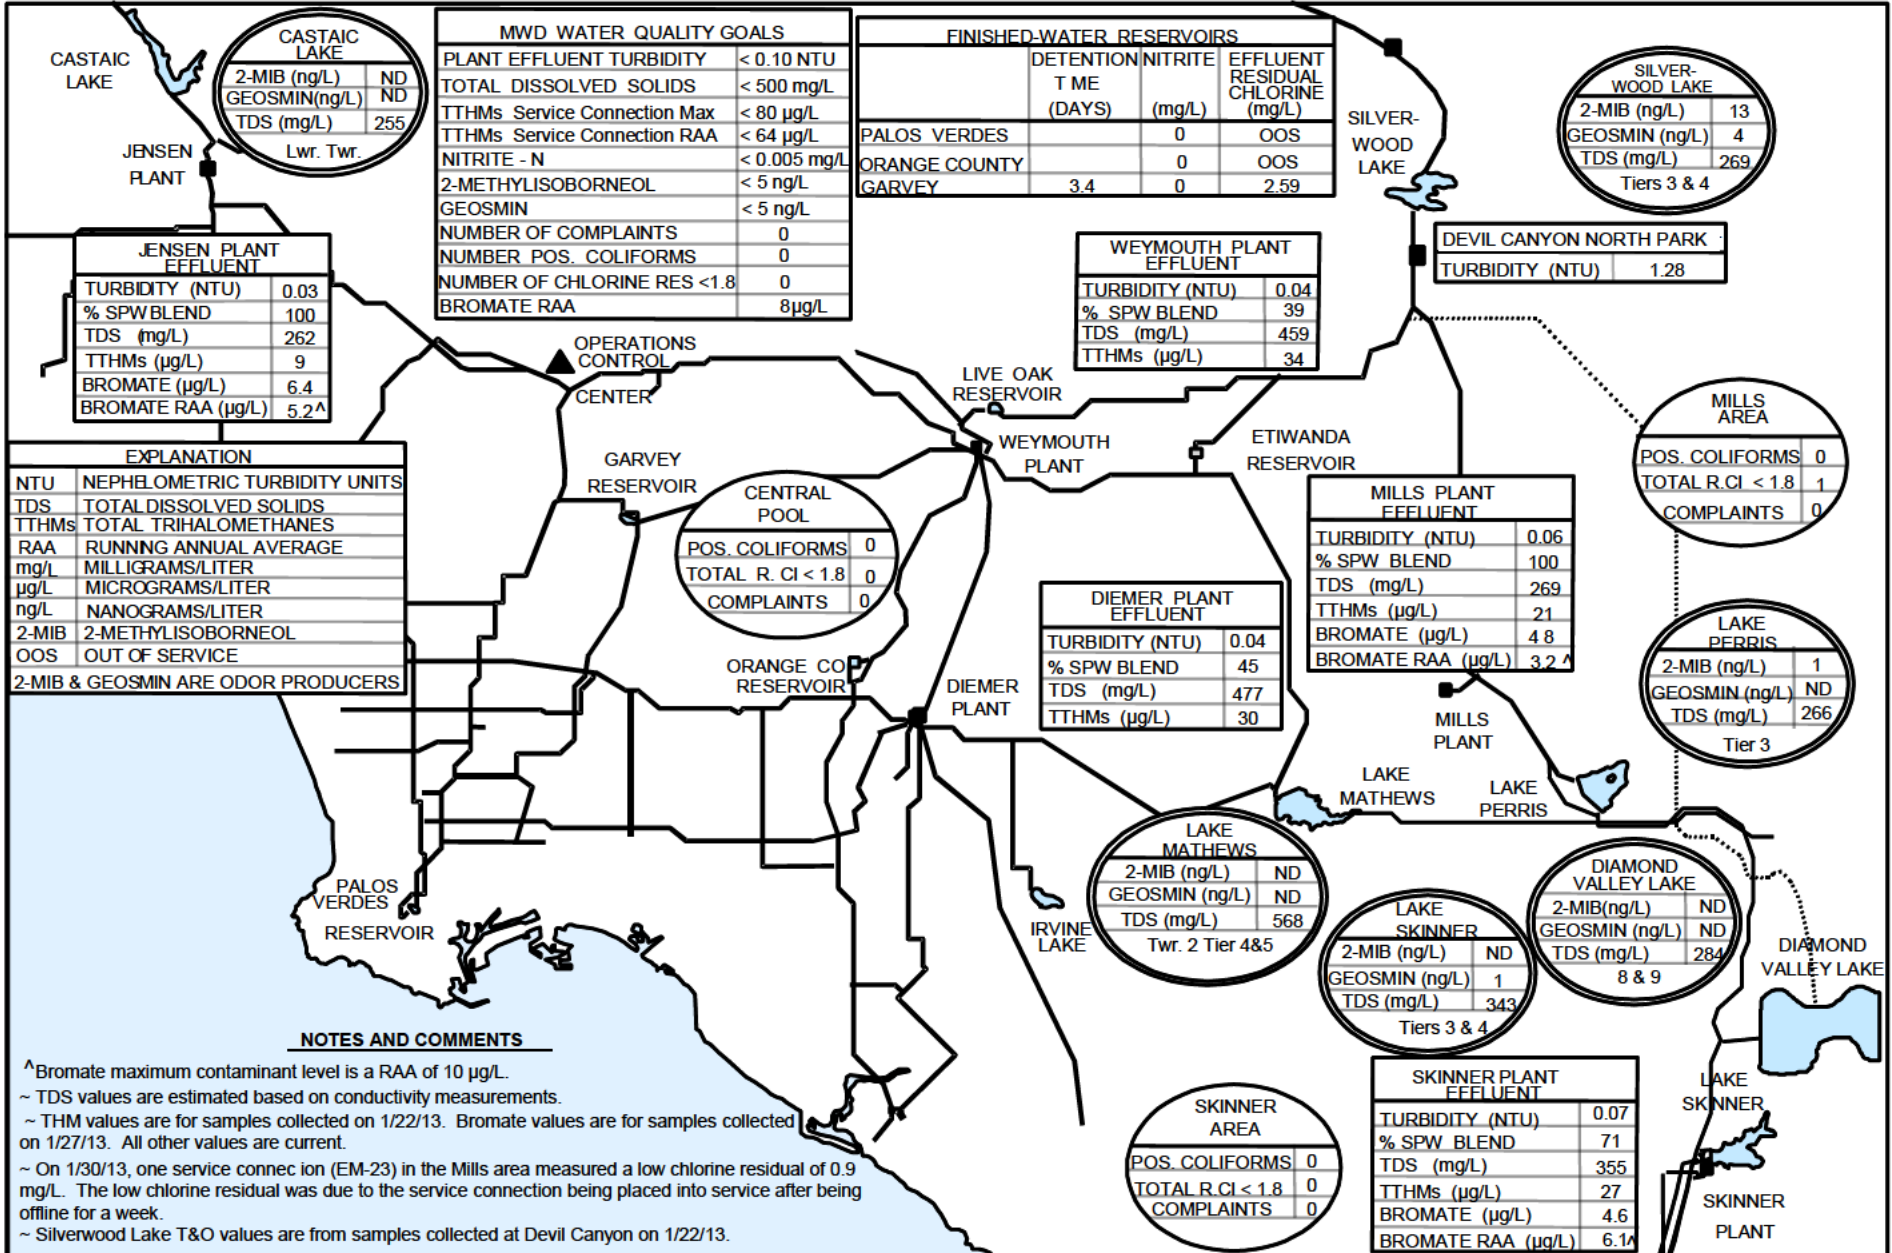 CASTAIC
LAKE
CASTAIC
LAKE
2-MIB (ng/L) ND
GEOSMIN(ng/L) ND
TDS (mg/L) 255
Lwr. Twr.
JENSEN
PLANT
MWD WATER QUALITY GOALS
PLANT EFFLUENT TURBIDITY < 0.10 NTU
TOTAL DISSOLVED SOLIDS < 500 mg/L
TTHMs Service Connection Max < 80 µg/L
TTHMs Service Connection RAA < 64 µg/L
NITRITE - N < 0.005 mg/L
2-METHYLISOBORNEOL < 5 ng/L
GEOSMIN < 5 ng/L
NUMBER OF COMPLAINTS 0
NUMBER POS. COLIFORMS 0
NUMBER OF CHLORINE RES <1.8 0
BROMATE RAA 8µg/L
FINISHED-WATER RESERVOIRS
DETENTION NITRITE EFFLUENT
T ME RESIDUAL
CHLORINE
(DAYS) (mg/L) (mg/L)
PALOS VERDES 0 OOS
ORANGE COUNTY 0 OOS
GARVEY 3.4 0 2.59
SILVER-
WOOD
LAKE
SILVER-
WOOD LAKE
2-MIB (ng/L) 13
GEOSMIN (ng/L) 4
TDS (mg/L) 269
Tiers 3 & 4
DEVIL CANYON NORTH PARK
TURBIDITY (NTU) 1.28
JENSEN PLANT
EFFLUENT
TURBIDITY (NTU) 0.03
% SPW BLEND 100
TDS (mg/L) 262
TTHMs (µg/L) 9
BROMATE (µg/L) 6.4
BROMATE RAA (µg/L) 5.2^
OPERATIONS
CONTROL
CENTER
WEYMOUTH PLANT
EFFLUENT
TURBIDITY (NTU) 0.04
% SPW BLEND 39
TDS (mg/L) 459
TTHMs (µg/L) 34
LIVE OAK
RESERVOIR
WEYMOUTH
PLANT
ETIWANDA
RESERVOIR
MILLS
AREA
POS. COLIFORMS 0
TOTAL R.Cl < 1.8 1
COMPLAINTS 0
EXPLANATION
NTU NEPHELOMETRIC TURBIDITY UNITS
TDS TOTAL DISSOLVED SOLIDS
TTHMs TOTAL TRIHALOMETHANES
RAA RUNNING ANNUAL AVERAGE
mg/L MILLIGRAMS/LITER
µg/L MICROGRAMS/LITER
ng/L NANOGRAMS/LITER
2-MIB 2-METHYLISOBORNEOL
OOS OUT OF SERVICE
2-MIB & GEOSMIN ARE ODOR PRODUCERS
GARVEY
RESERVOIR
CENTRAL
POOL
POS. COLIFORMS 0
TOTAL R. Cl < 1.8 0
COMPLAINTS 0
MILLS PLANT
EFFLUENT
TURBIDITY (NTU) 0.06
% SPW BLEND 100
TDS (mg/L) 269
TTHMs (µg/L) 21
BROMATE (µg/L) 4 8
BROMATE RAA (µg/L) 3.2 ^
DIEMER PLANT
EFFLUENT
TURBIDITY (NTU) 0.04
% SPW BLEND 45
TDS (mg/L) 477
TTHMs (µg/L) 30
LAKE
PERRIS
2-MIB (ng/L) 1
GEOSMIN (ng/L) ND
TDS (mg/L) 266
Tier 3
ORANGE CO
RESERVOIR
DIEMER
PLANT
MILLS
PLANT
LAKE
MATHEWS
LAKE
PERRIS
LAKE
MATHEWS
2-MIB (ng/L) ND
GEOSMIN (ng/L) ND
TDS (mg/L) 568
Twr. 2 Tier 4&5
DIAMOND
VALLEY LAKE
2-MIB(ng/L) ND
GEOSMIN (ng/L) ND
TDS (mg/L) 284
8 & 9
LAKE
SKINNER
2-MIB (ng/L) ND
GEOSMIN (ng/L) 1
TDS (mg/L) 343
Tiers 3 & 4
DIAMOND
VALLEY LAKE
PALOS
VERDES
RESERVOIR
IRVINE
LAKE
NOTES AND COMMENTS
^Bromate maximum contaminant level is a RAA of 10 µg/L.
~ TDS values are estimated based on conductivity measurements.
~ THM values are for samples collected on 1/22/13. Bromate values are for samples collected
on 1/27/13. All other values are current.
~ On 1/30/13, one service connec ion (EM-23) in the Mills area measured a low chlorine residual of 0.9
mg/L. The low chlorine residual was due to the service connection being placed into service after being
offline for a week.
~ Silverwood Lake T&O values are from samples collected at Devil Canyon on 1/22/13.
SKINNER
AREA
POS. COLIFORMS 0
TOTAL R.Cl < 1.8 0
COMPLAINTS 0
SKINNER PLANT
EFFLUENT
TURBIDITY (NTU) 0.07
% SPW BLEND 71
TDS (mg/L) 355
TTHMs (µg/L) 27
BROMATE (µg/L) 4.6
BROMATE RAA (µg/L) 6.1^
LAKE
SKINNER
SKINNER
PLANT